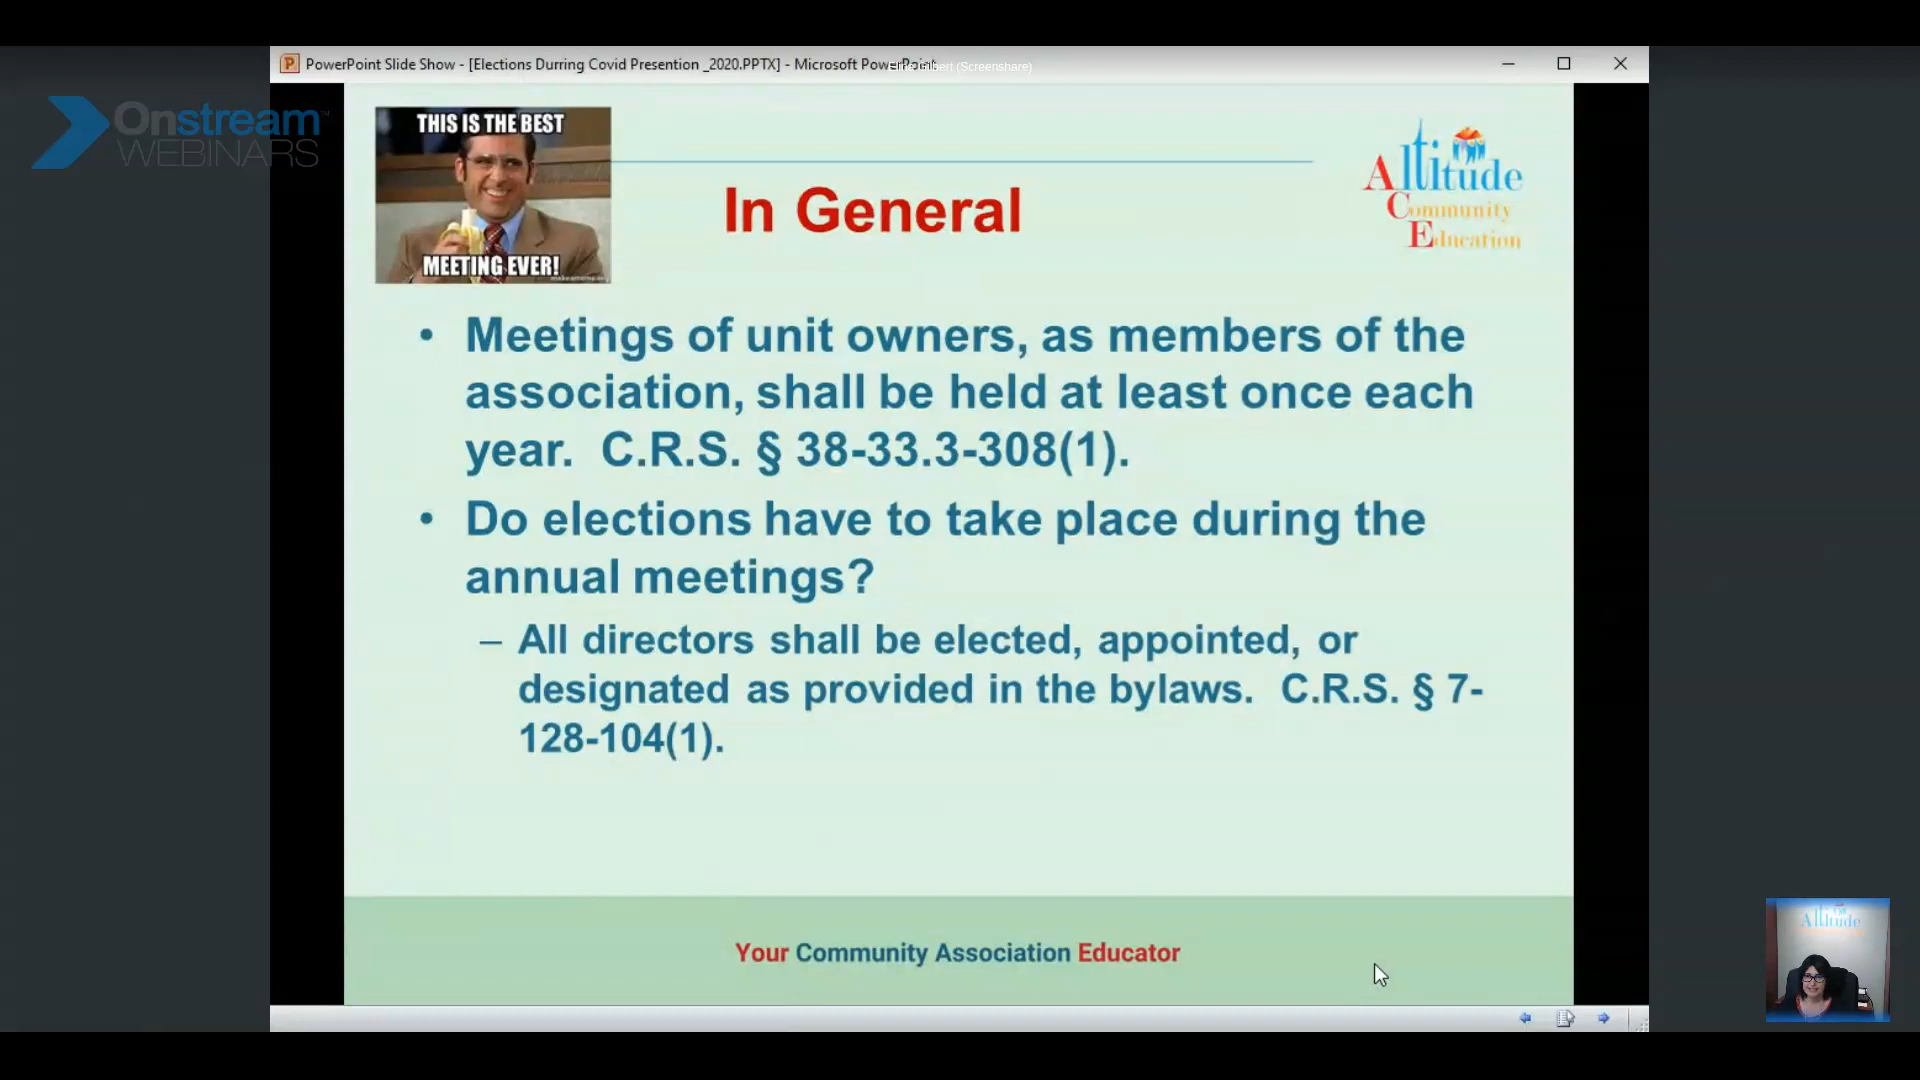 PowerPoint Slide Show - [Elections Durring Covid Presention _2020.PPTX] - Microsoft PowerPoint
(Screenshare)
Onstream
WEBINARS
THIS IS THE BEST
MEETING EVER!
In General
Altitude
Community
Education
• Meetings of unit owners, as members of the
association, shall be held at least once each
year. C.R.S. § 38-33.3-308(1).
• Do elections have to take place during the
annual meetings?
– All directors shall be elected, appointed, or
designated as provided in the bylaws. C.R.S. § 7-
128-104(1).
Your Community Association Educator
Altitude